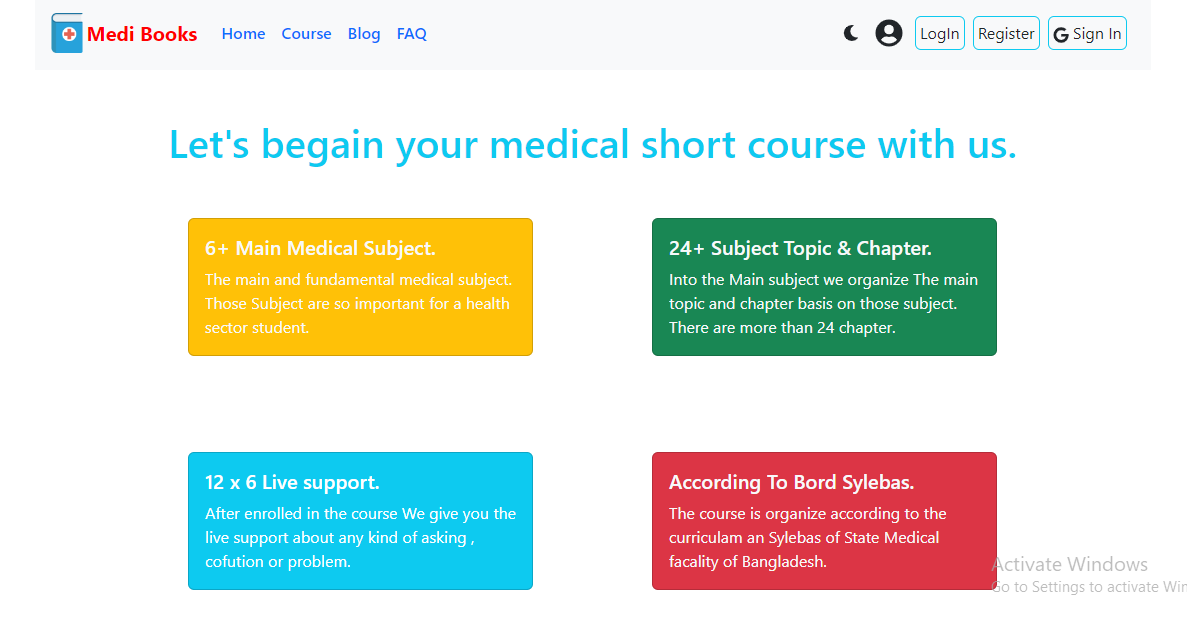 Medi Books Home Course Blog FAQ LogIn Register Sign In
Let's begain your medical short course with us.
6+ Main Medical Subject.
The main and fundamental medical subject.
Those Subject are so important for a health
sector student.
24+ Subject Topic & Chapter.
Into the Main subject we organize The main
topic and chapter basis on those subject.
There are more than 24 chapter.
12 x 6 Live support.
After enrolled in the course We give you the
live support about any kind of asking ,
cofution or problem.
According To Bord Sylebas.
The course is organize according to the
curriculam an Sylebas of State Medical
facality of Bangladesh.
Activate Windows
Go to Settings to activate Win